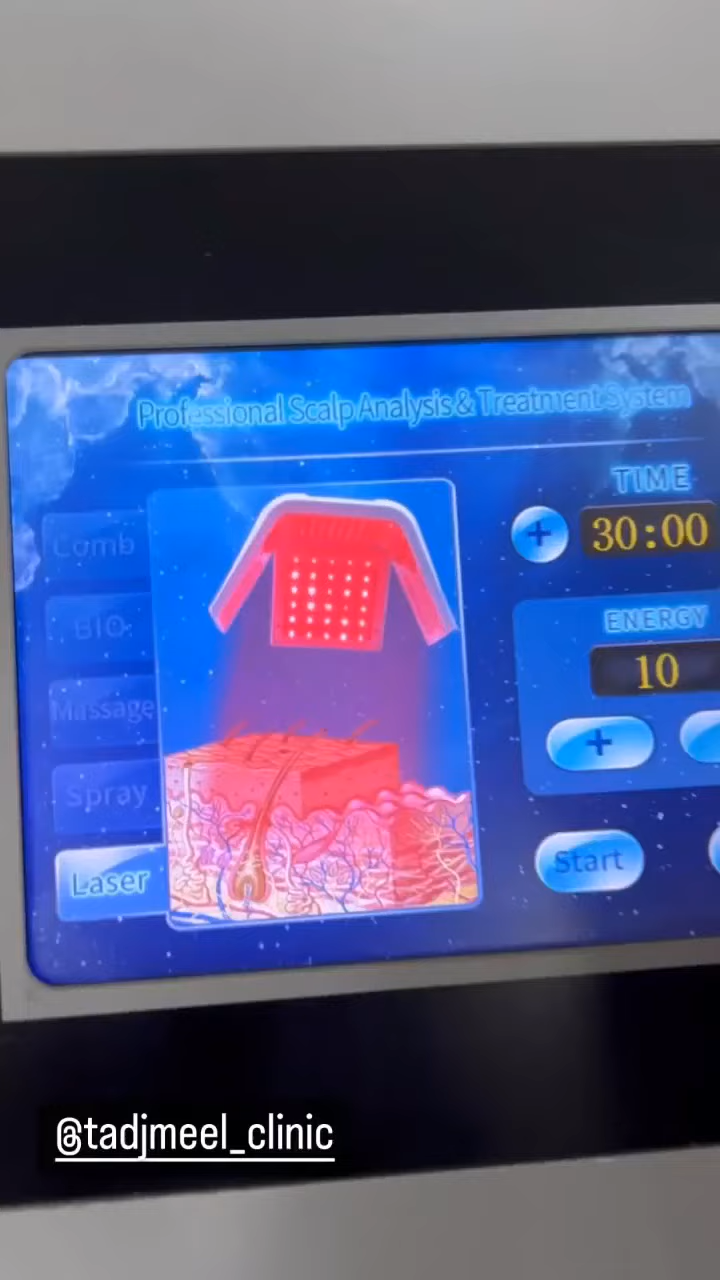 Professional Scalp Analysis & Treatment System
TIME
+
30:00
Comb
BIO
Massage
Spray
Laser
ENERGY
10
+
Start
@tadjmeel_clinic